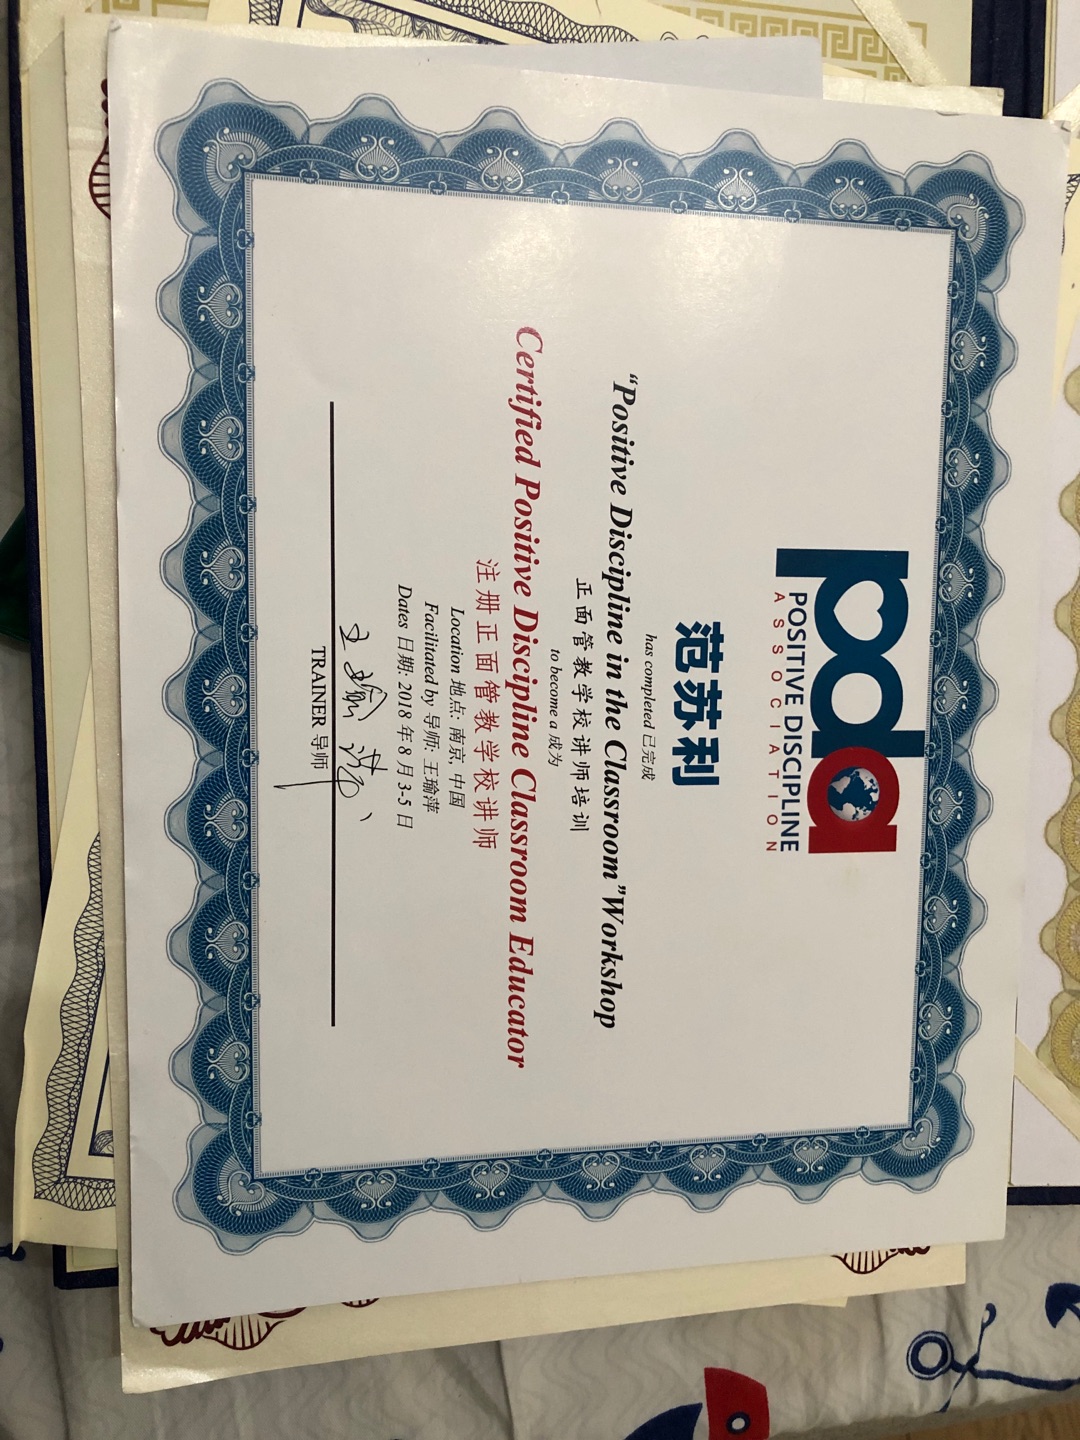 pda
POSITIVE DISCIPLINE
ASSOCIATION
范苏利
has completed 已完成
“Positive Discipline in the Classroom”Workshop
正面管教学校讲师培训
to become a 成为
Certified Positive Discipline Classroom Educator
注册正面管教学校讲师
Location 地点: 南京, 中国
Facilitated by 导师: 王瑜萍
Dates 日期: 2018 年 8 月 3-5 日
王瑜萍
TRAINER 导师